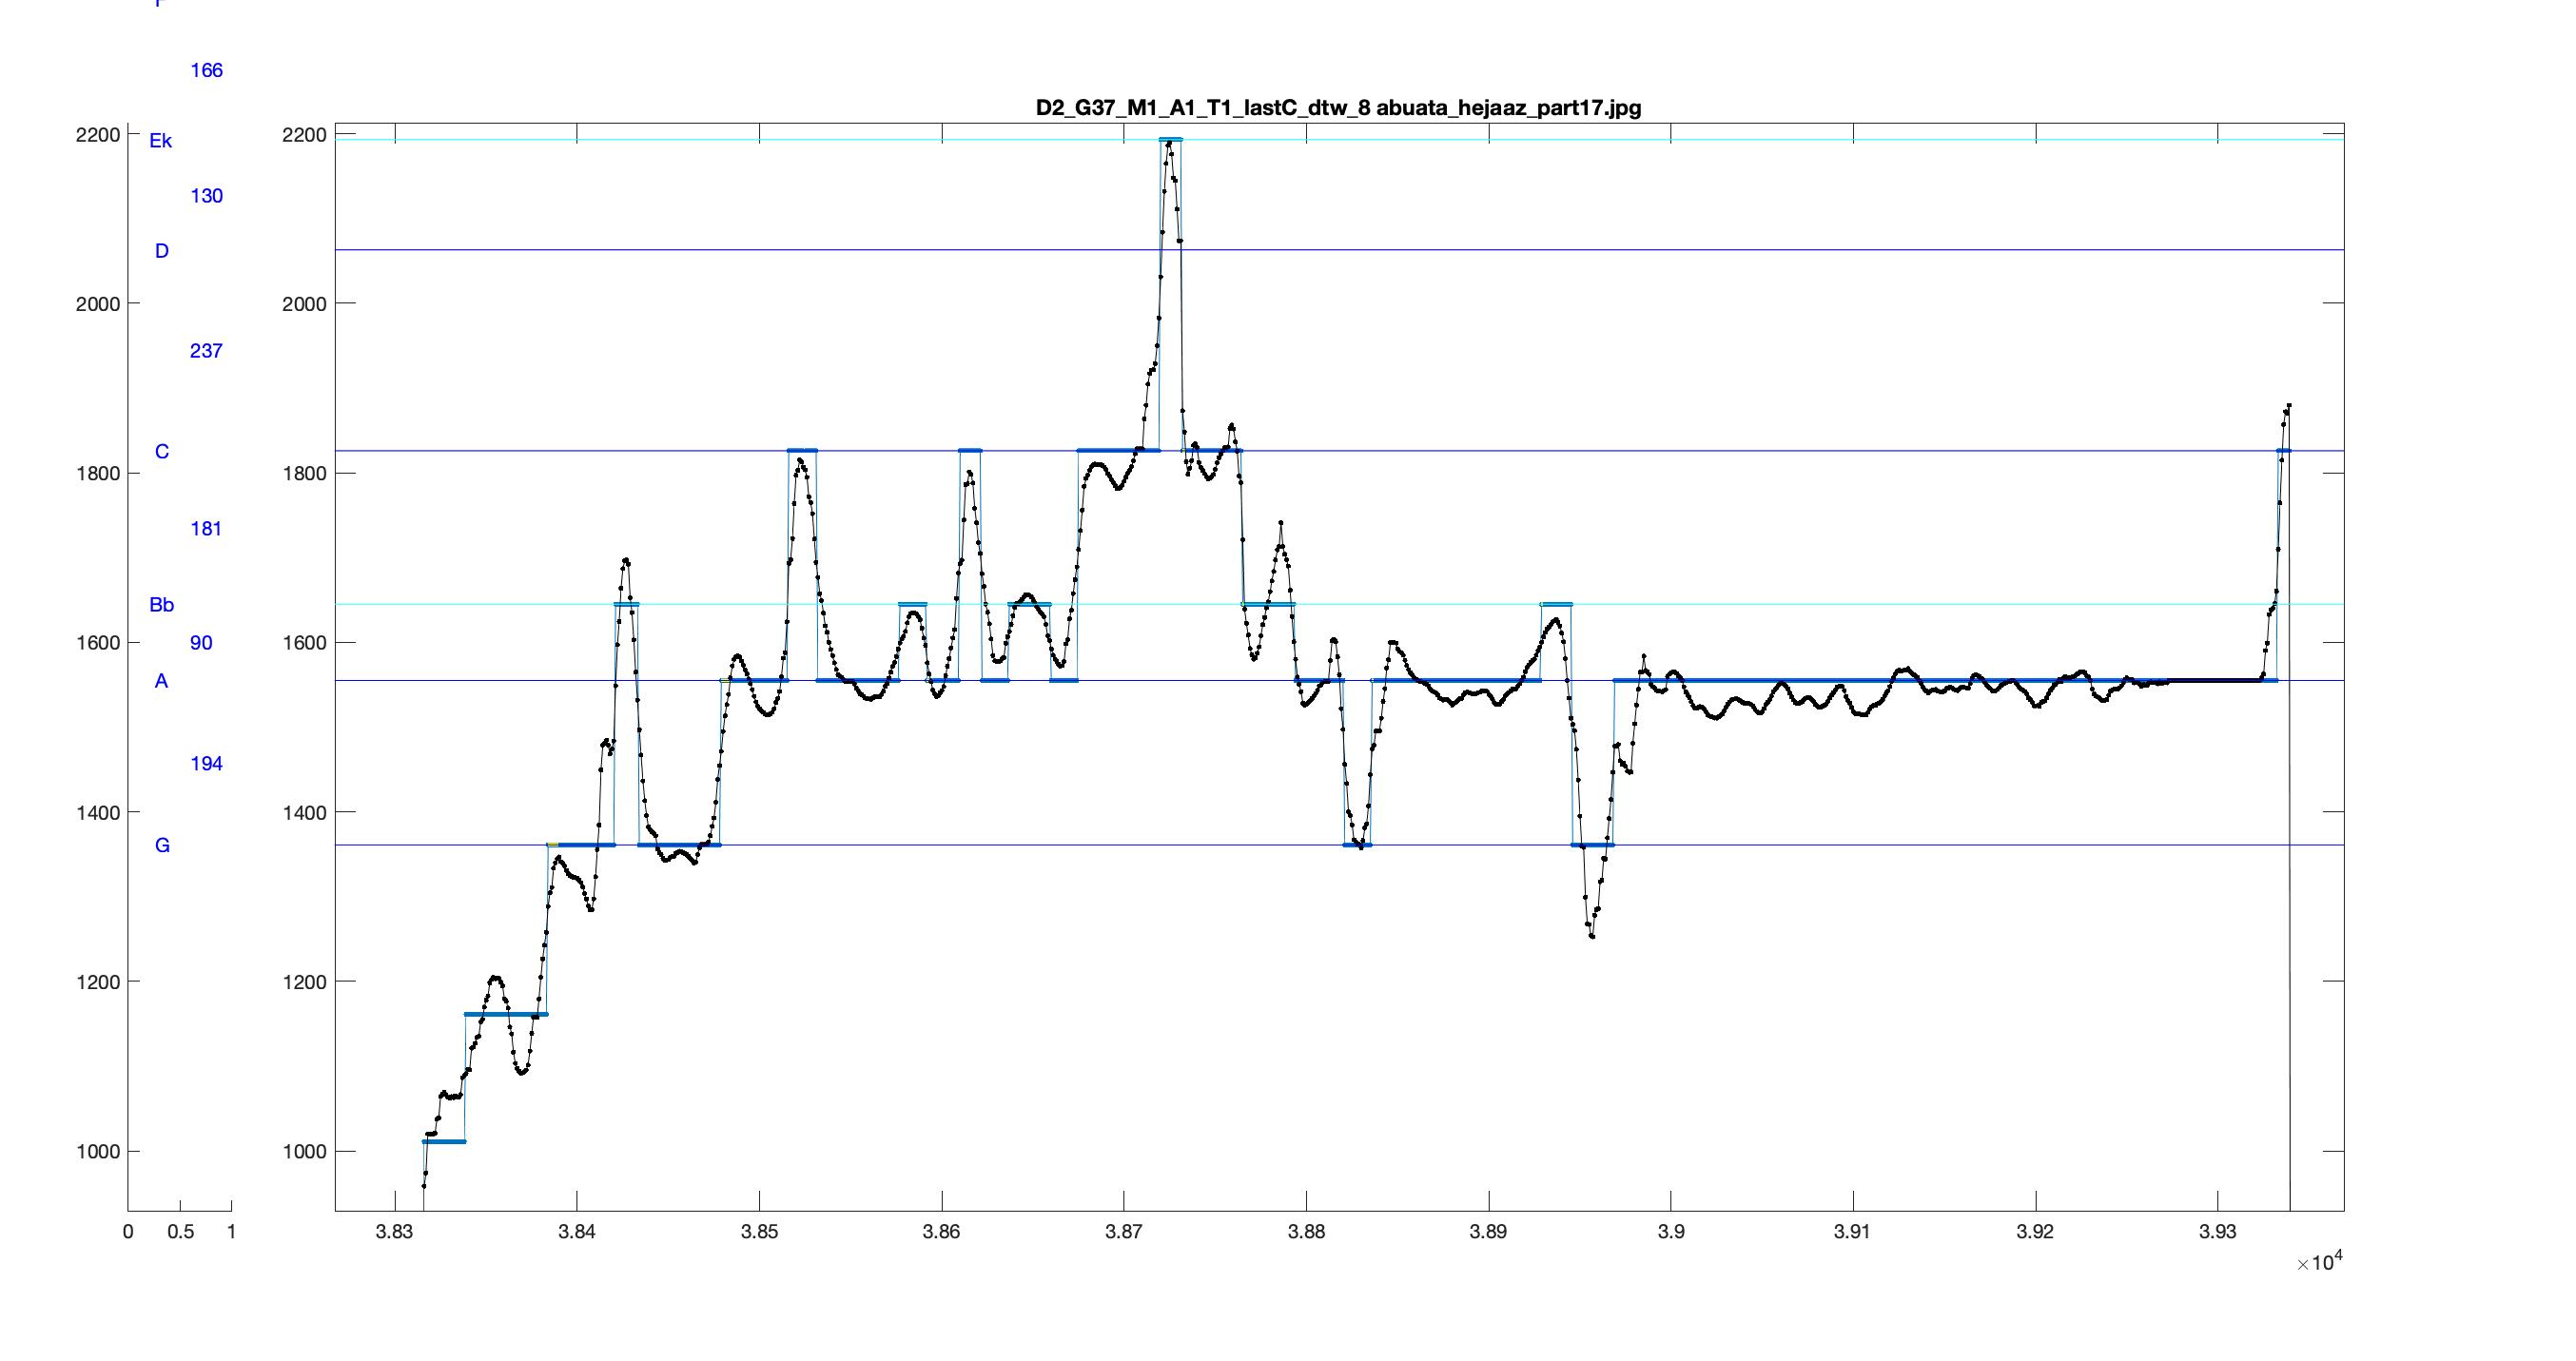 166
D2_G37_M1_A1_T1_lastC_dtw_8 abuata_hejaaz_part17.jpg
2200 Ek 2200
130
D
2000 2000
237
C
1800 1800
181
Bb
1600 90 1600
A
194
1400 1400
G
1200 1200
1000 1000
0 0.5 1 3.83 3.84 3.85 3.86 3.87 3.88 3.89 3.9 3.91 3.92 3.93
×10^4